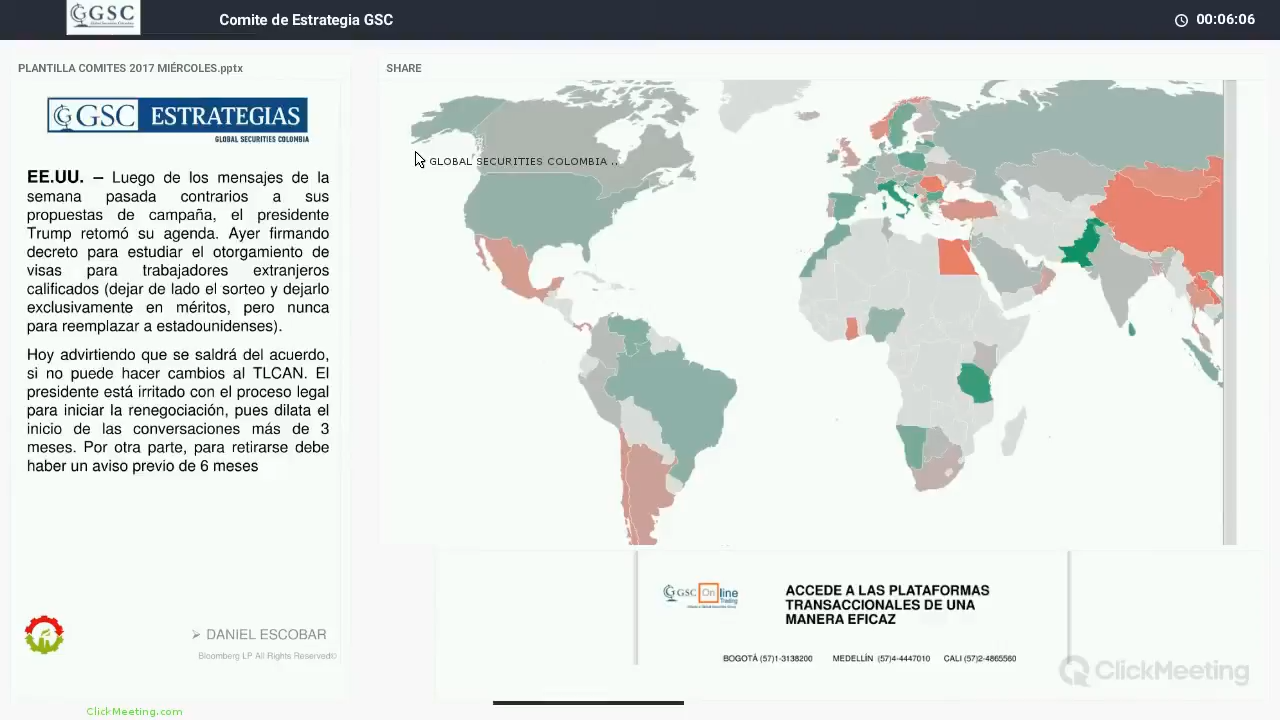 GSC
Comite de Estrategia GSC
00:06:06
PLANTILLA COMITES 2017 MIÉRCOLES.pptx
SHARE
GSC ESTRATEGIAS
GLOBAL SECURITIES COLOMBIA
EE.UU. – Luego de los mensajes de la
semana pasada contrarios a sus
propuestas de campaña, el presidente
Trump retomó su agenda. Ayer firmando
decreto para estudiar el otorgamiento de
visas para trabajadores extranjeros
calificados (dejar de lado el sorteo y dejarlo
exclusivamente en méritos, pero nunca
para reemplazar a estadounidenses).
Hoy advirtiendo que se saldrá del acuerdo,
si no puede hacer cambios al TLCAN. El
presidente está irritado con el proceso legal
para iniciar la renegociación, pues dilata el
inicio de las conversaciones más de 3
meses. Por otra parte, para retirarse debe
haber un aviso previo de 6 meses
➢ DANIEL ESCOBAR
Bloomberg LP All Rights Reserved©
ClickMeeting.com
GLOBAL SECURITIES COLOMBIA ..
GSC Online
Trading
ACCEDE A LAS PLATAFORMAS
TRANSACCIONALES DE UNA
MANERA EFICAZ
BOGOTÁ (57)1-3138200 MEDELLÍN (57)4-4447010 CALI (57)2-4865560
ClickMeeting